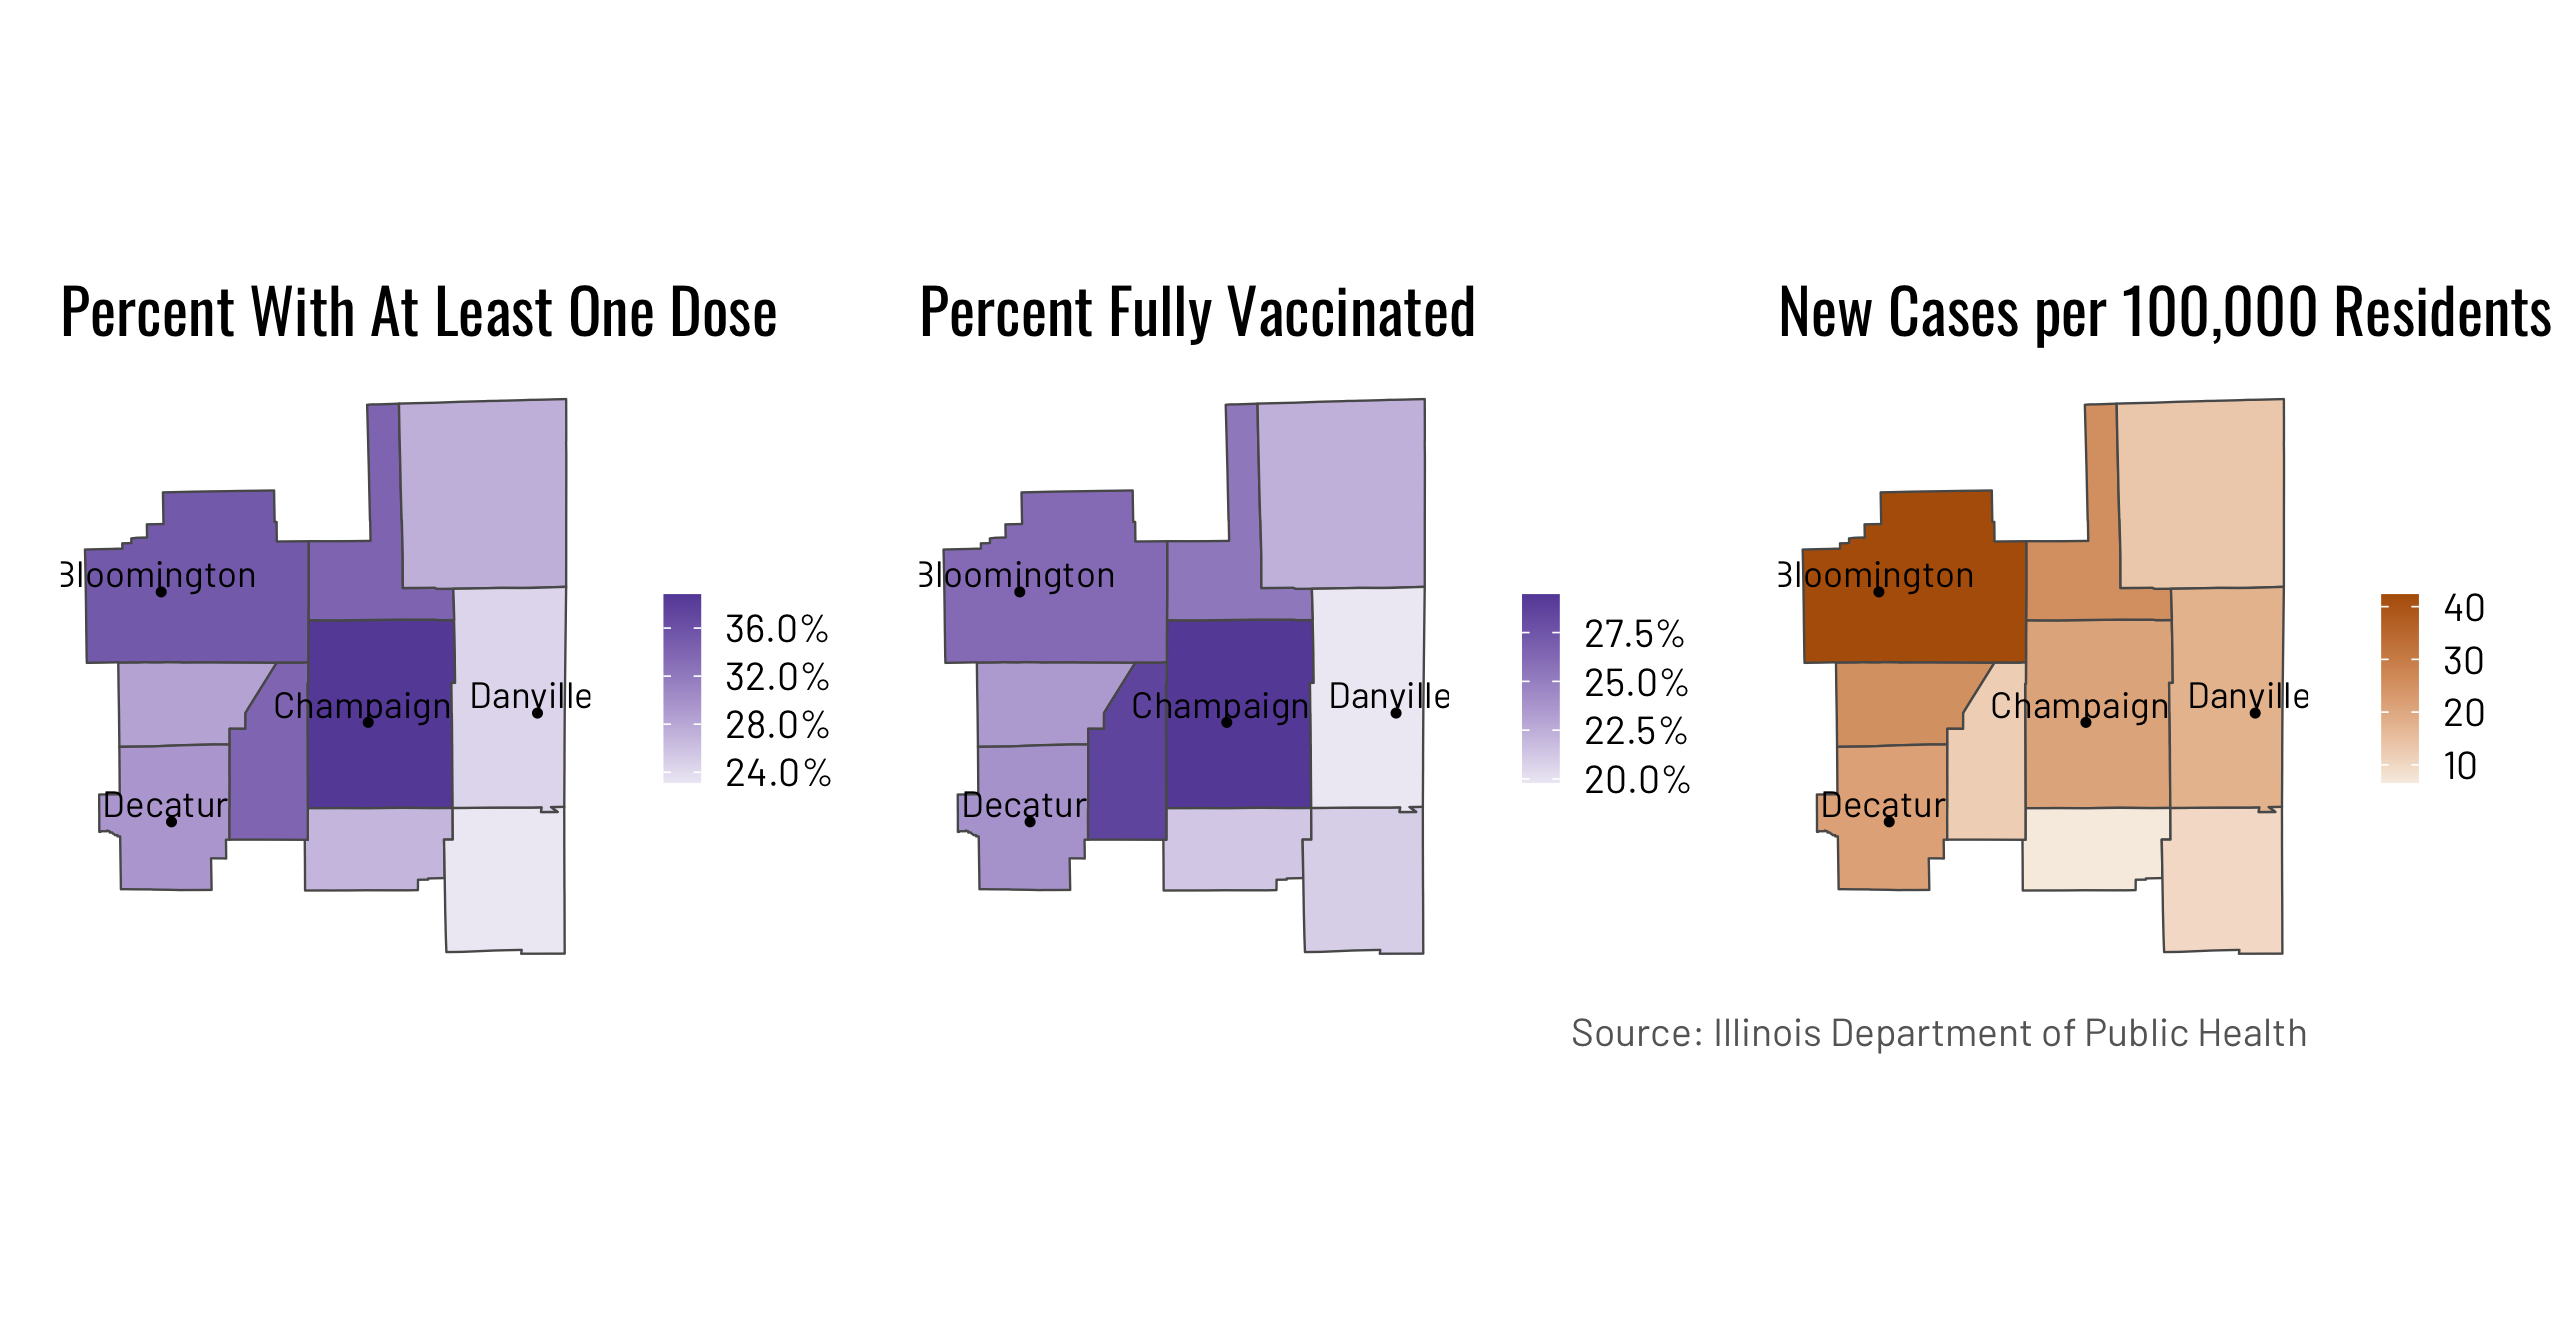 Percent With At Least One Dose
Bloomington
Champaign
Danville
Decatur
36.0%
32.0%
28.0%
24.0%
Percent Fully Vaccinated
Bloomington
Champaign
Danville
Decatur
27.5%
25.0%
22.5%
20.0%
New Cases per 100,000 Residents
Bloomington
Champaign
Danville
Decatur
40
30
20
10
Source: Illinois Department of Public Health